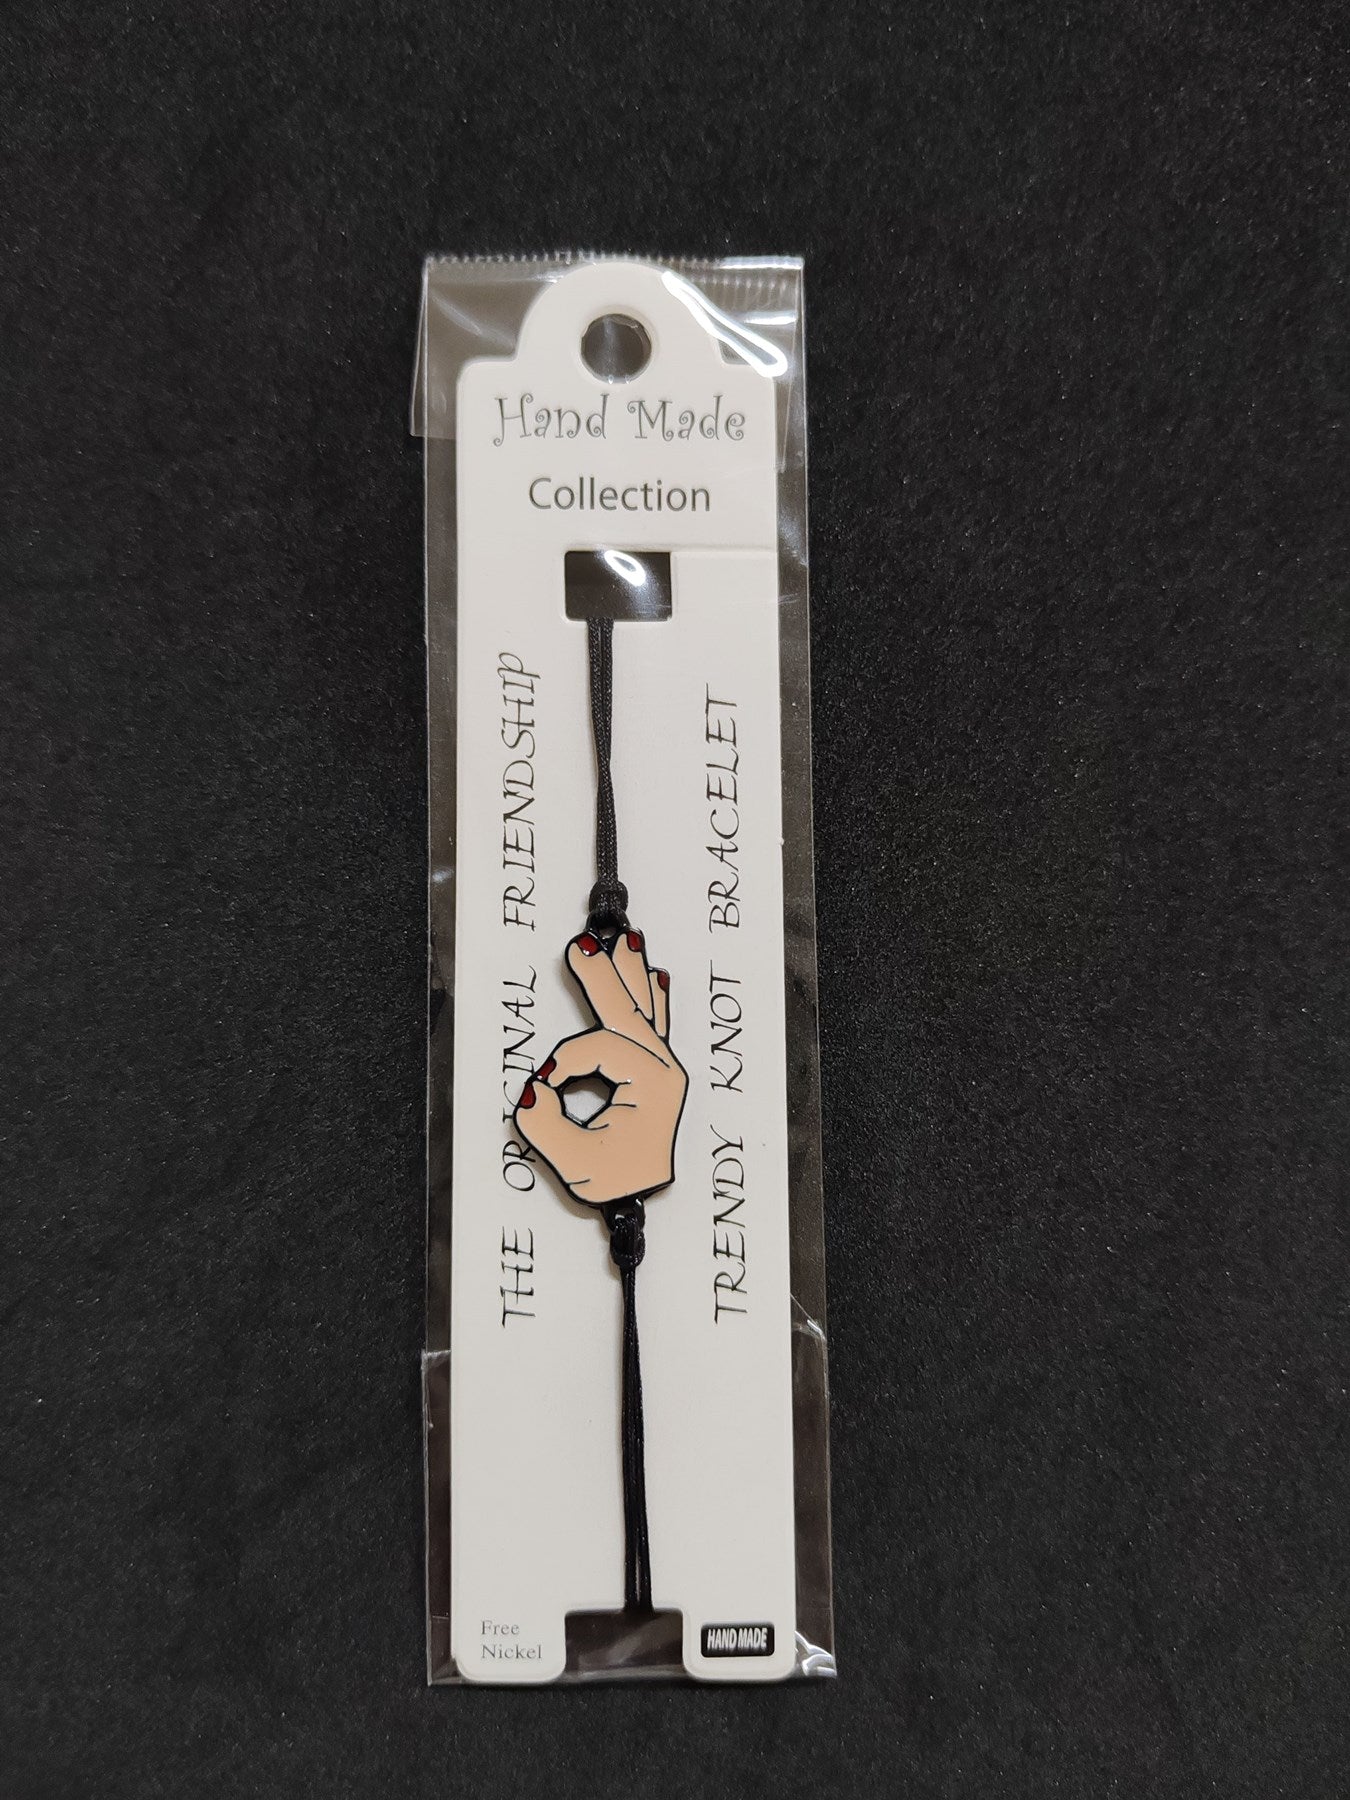 Hand Made
Collection
THE ORIGINAL FRIENDSHIP
TRENDY KNOT BRACELET
Free
Nickel
HAND MADE